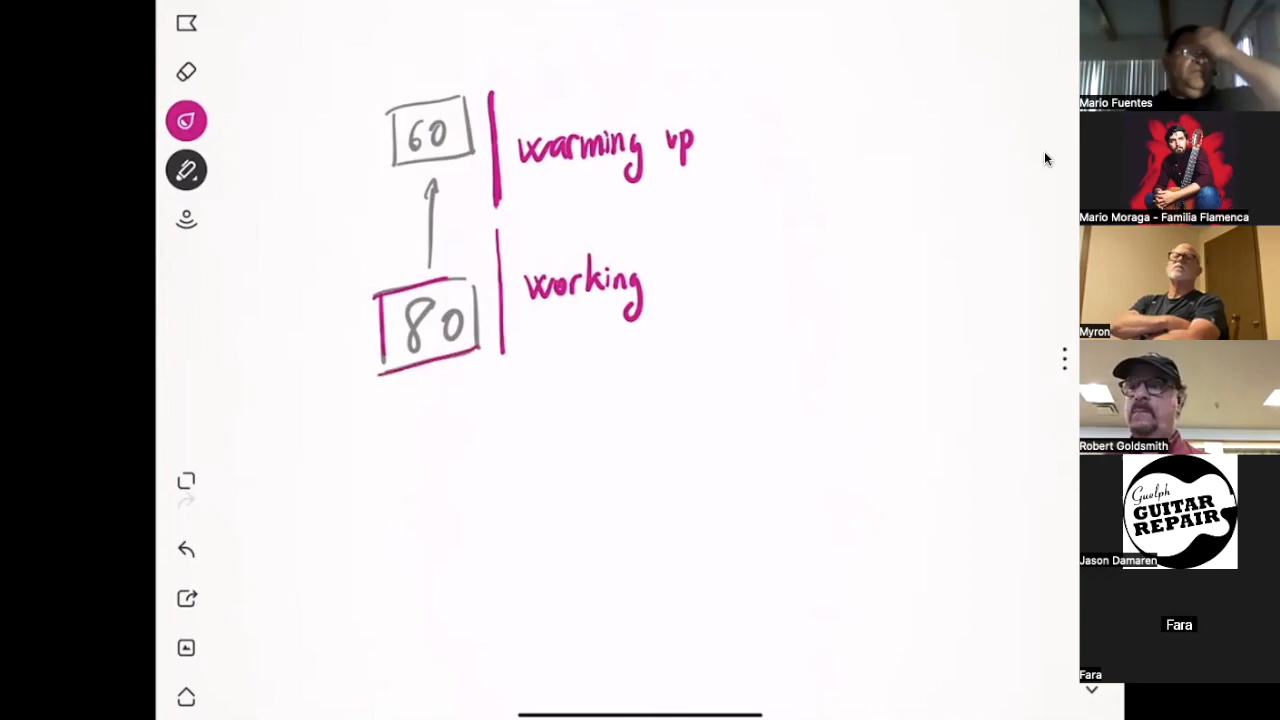 60
warming up
80
working
Mario Fuentes
Mario Moraga - Familia Flamenca
Myron
Robert Goldsmith
Guelph
GUITAR
REPAIR
Jason Damaren
Fara
Fara